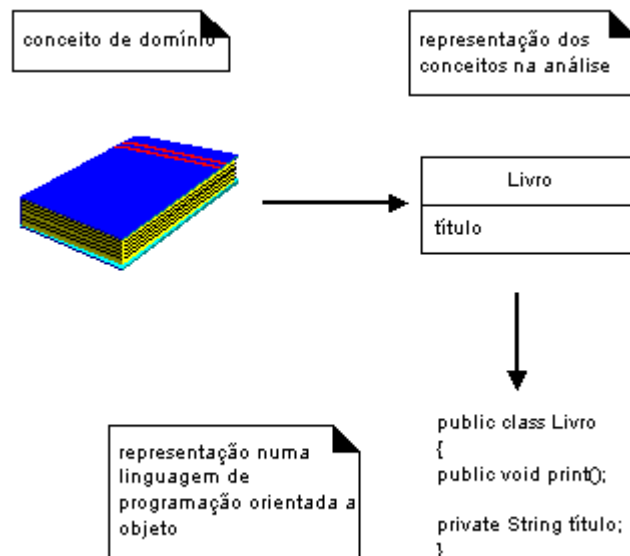 conceito de domínio
representação dos
conceitos na análise
Livro
título
public class Livro
{
public void print();
private String título;
}
representação numa
linguagem de
programação orientada a
objeto